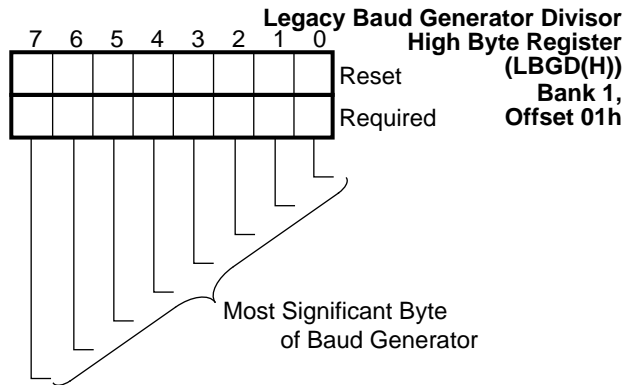 Legacy Baud Generator Divisor
High Byte Register
(LBGD(H))
Bank 1,
Offset 01h
7 6 5 4 3 2 1 0
Reset
Required
Most Significant Byte
of Baud Generator